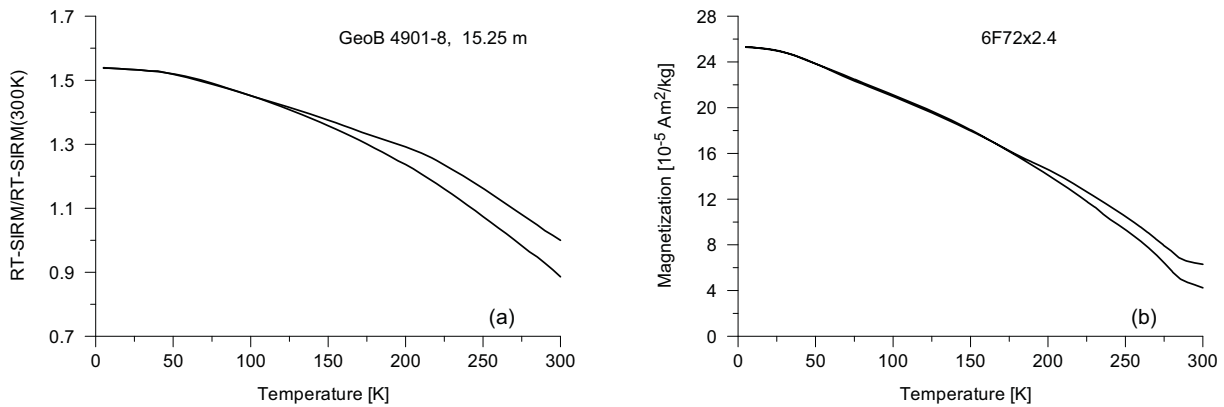 GeoB 4901-8, 15.25 m
RT-SIRM/RT-SIRM(300K)
1.7
1.5
1.3
1.1
0.9
0.7
0 50 100 150 200 250 300
Temperature [K]
(a)
6F72x2.4
Magnetization [10⁻⁵ Am²/kg]
28
24
20
16
12
8
4
0
0 50 100 150 200 250 300
Temperature [K]
(b)